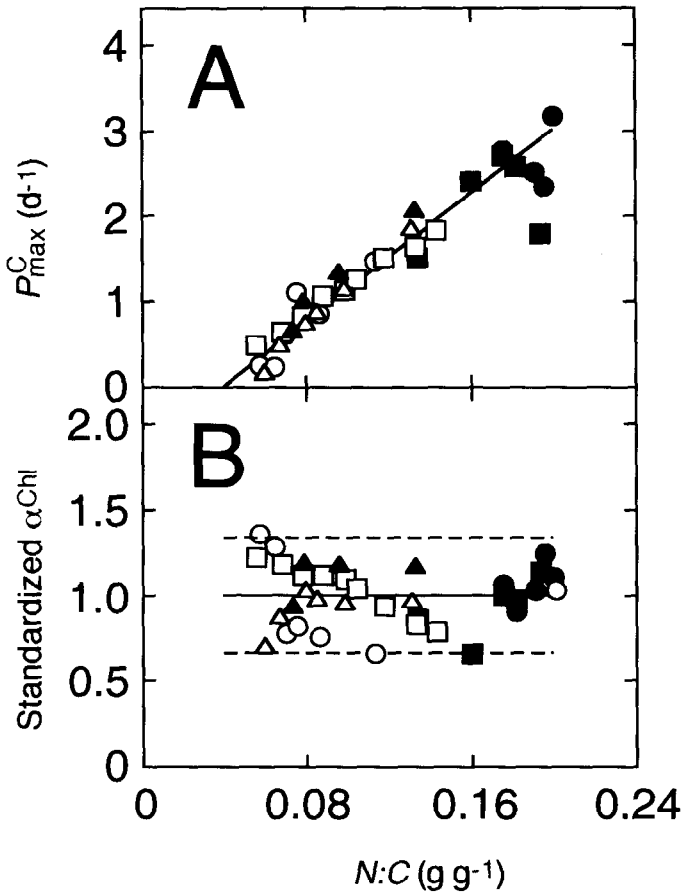 A
4
3
2
1
0
P^C_max (d-1)
B
2.0
1.5
1.0
0.5
0
Standardized α^Chl
0 0.08 0.16 0.24
N:C (g g-1)